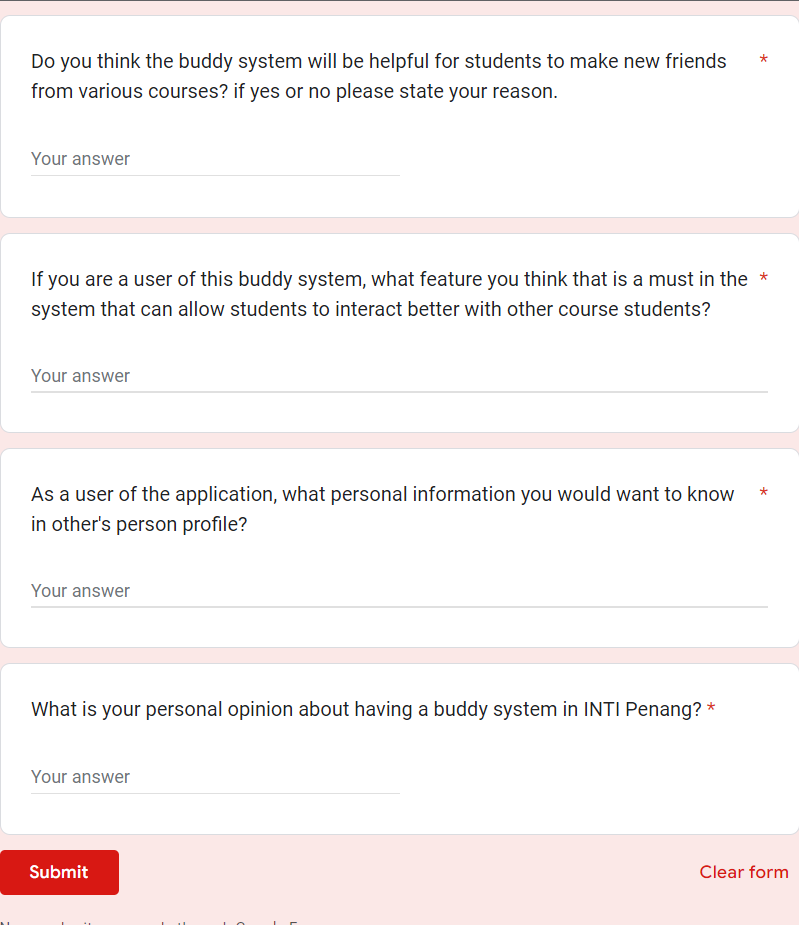 Do you think the buddy system will be helpful for students to make new friends *
from various courses? if yes or no please state your reason.
Your answer
If you are a user of this buddy system, what feature you think that is a must in the *
system that can allow students to interact better with other course students?
Your answer
As a user of the application, what personal information you would want to know *
in other's person profile?
Your answer
What is your personal opinion about having a buddy system in INTI Penang? *
Your answer
Submit Clear form